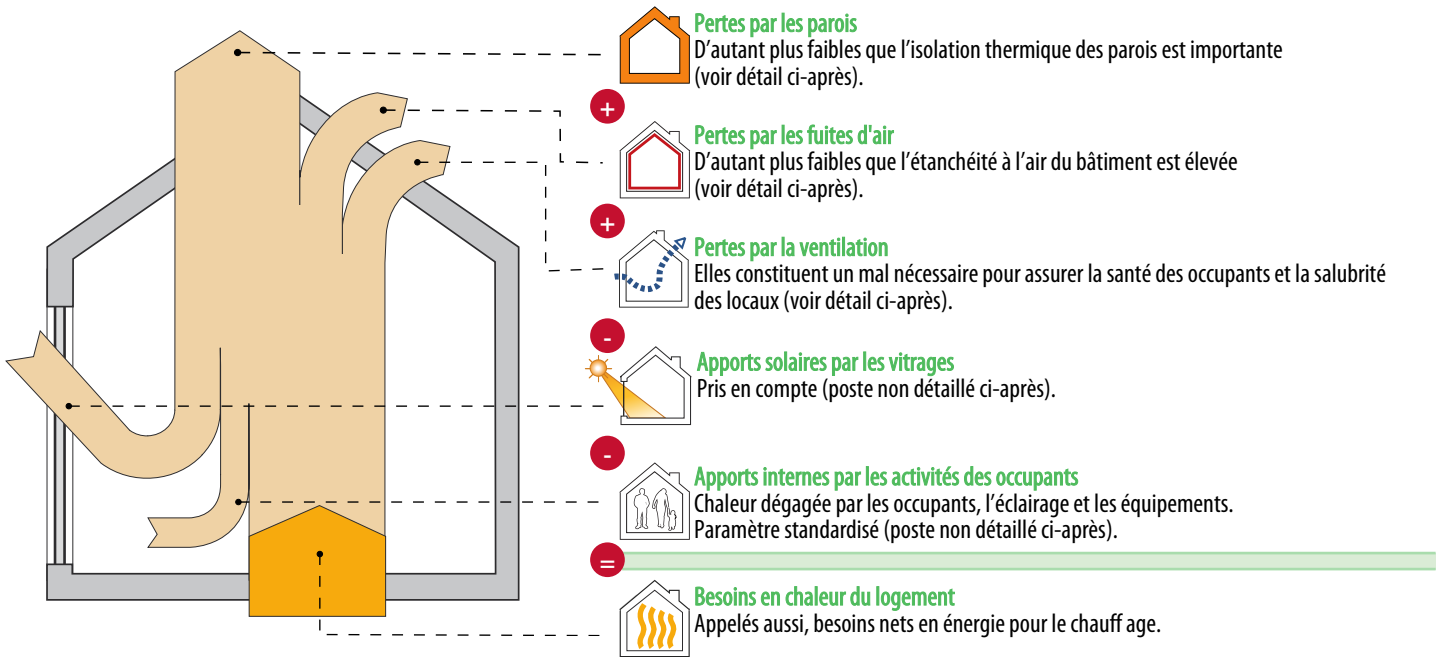 Pertes par les parois
D’autant plus faibles que l’isolation thermique des parois est importante
(voir détail ci-après).
+
Pertes par les fuites d'air
D’autant plus faibles que l’étanchéité à l’air du bâtiment est élevée
(voir détail ci-après).
+
Pertes par la ventilation
Elles constituent un mal nécessaire pour assurer la santé des occupants et la salubrité
des locaux (voir détail ci-après).
-
Apports solaires par les vitrages
Pris en compte (poste non détaillé ci-après).
-
Apports internes par les activités des occupants
Chaleur dégagée par les occupants, l’éclairage et les équipements.
Paramètre standardisé (poste non détaillé ci-après).
=
Besoins en chaleur du logement
Appelés aussi, besoins nets en énergie pour le chauff age.